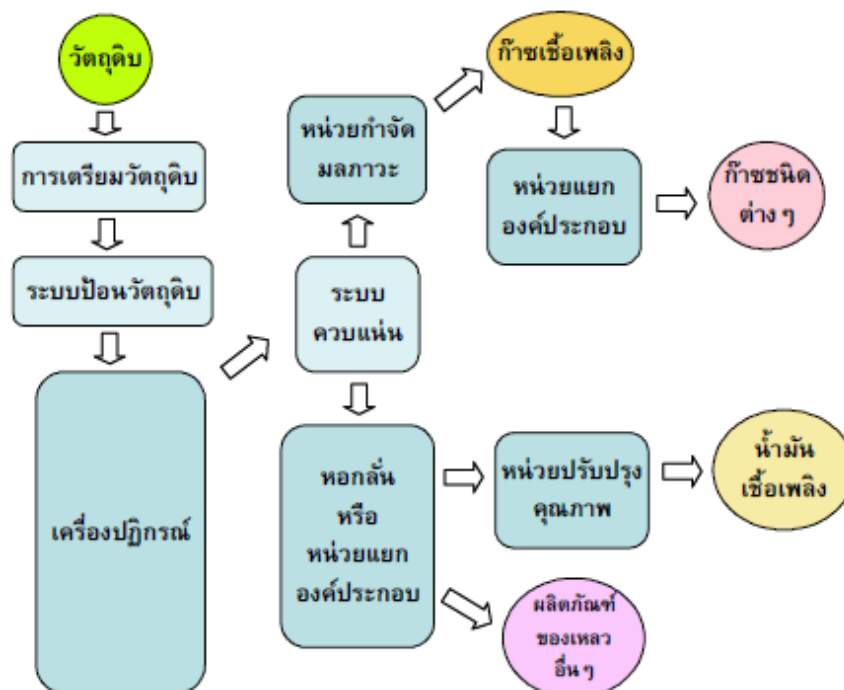 วัตถุดิบ
การเตรียมวัตถุดิบ
ระบบป้อนวัตถุดิบ
เครื่องปฏิกรณ์
ระบบ
ควบแน่น
หน่วยกำจัด
มลภาวะ
ก๊าซเชื้อเพลิง
หน่วยแยก
องค์ประกอบ
ก๊าซชนิด
ต่าง ๆ
หอกลั่น
หรือ
หน่วยแยก
องค์ประกอบ
หน่วยปรับปรุง
คุณภาพ
น้ำมัน
เชื้อเพลิง
ผลิตภัณฑ์
ของเหลว
อื่น ๆ